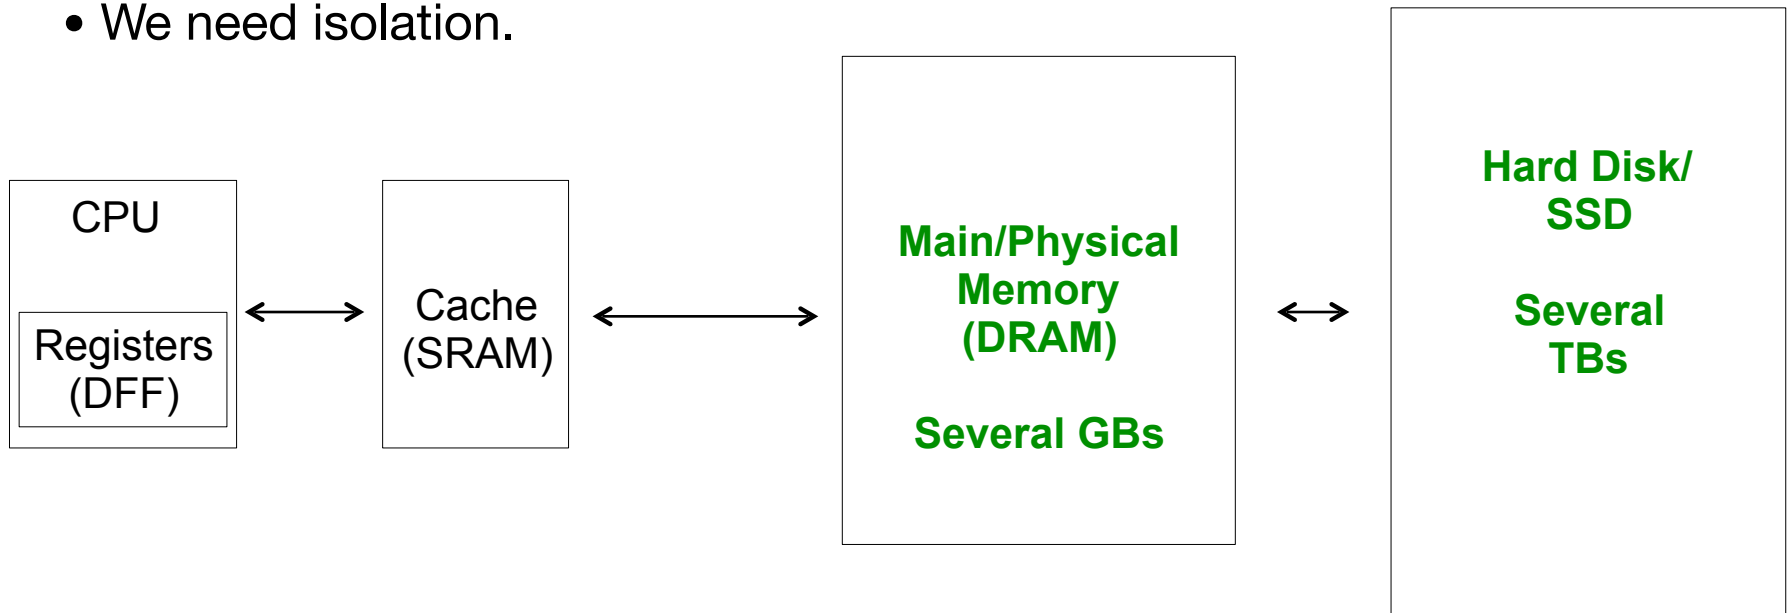 • We need isolation.
CPU
Registers
(DFF)
Cache
(SRAM)
Main/Physical
Memory
(DRAM)
Several GBs
Hard Disk/
SSD
Several
TBs